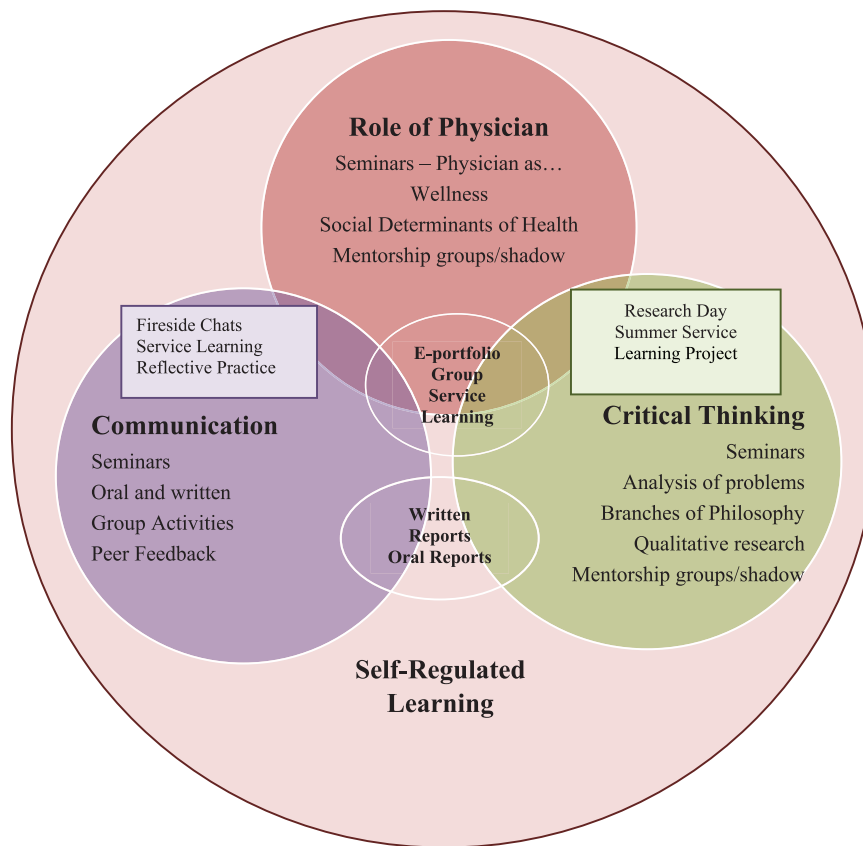 Role of Physician
Seminars – Physician as…
Wellness
Social Determinants of Health
Mentorship groups/shadow
Fireside Chats
Service Learning
Reflective Practice
Research Day
Summer Service
Learning Project
E-portfolio
Group
Service
Learning
Communication
Seminars
Oral and written
Group Activities
Peer Feedback
Critical Thinking
Seminars
Analysis of problems
Branches of Philosophy
Qualitative research
Mentorship groups/shadow
Written
Reports
Oral Reports
Self-Regulated
Learning